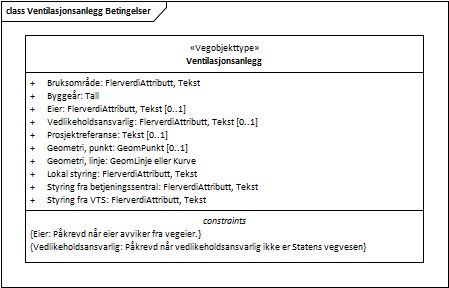 class Ventilasjonsanlegg Betingelser
«Vegobjekttype»
Ventilasjonsanlegg
+ Bruksområde: FlerverdiAttributt, Tekst
+ Byggeår: Tall
+ Eier: FlerverdiAttributt, Tekst [0..1]
+ Vedlikeholdsansvarlig: FlerverdiAttributt, Tekst [0..1]
+ Prosjektreferanse: Tekst [0..1]
+ Geometri, punkt: GeomPunkt [0..1]
+ Geometri, linje: GeomLinje eller Kurve
+ Lokal styring: FlerverdiAttributt, Tekst
+ Styring fra betjeningssentral: FlerverdiAttributt, Tekst
+ Styring fra VTS: FlerverdiAttributt, Tekst
constraints
{Eier: Påkrevd når eier avviker fra vegeier.}
{Vedlikeholdsansvarlig: Påkrevd når vedlikeholdsansvarlig ikke er Statens vegvesen}